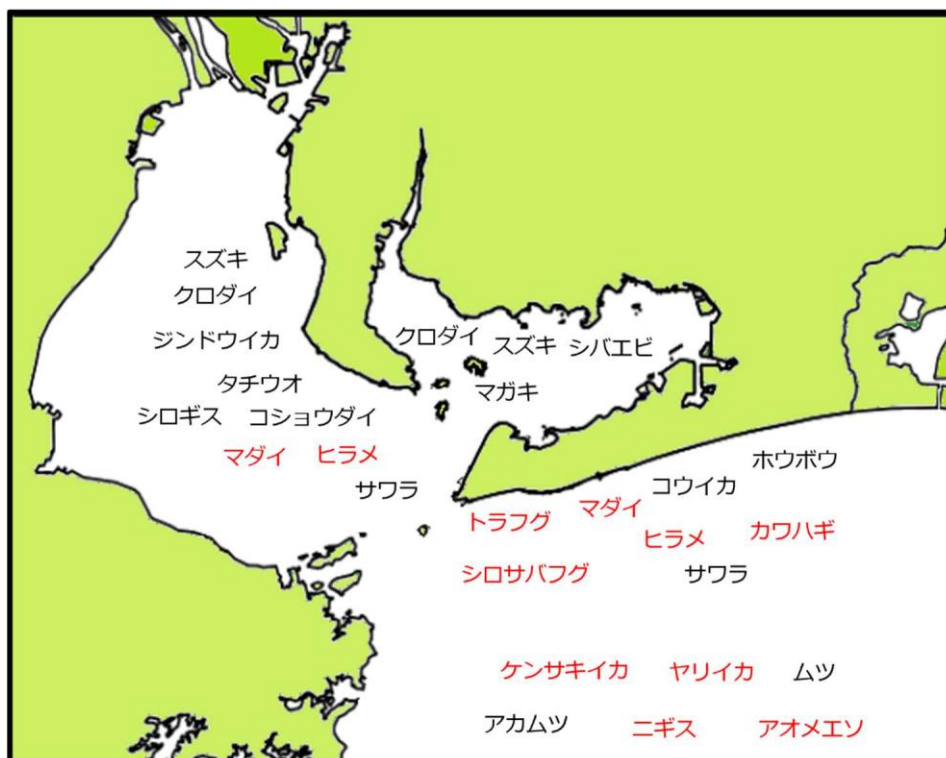 スズキ
クロダイ
ジンドウイカ
タチウオ
シロギス
コショウダイ
マダイ
ヒラメ
サワラ
クロダイ
スズキ
シバエビ
マガキ
ホウボウ
コウイカ
マダイ
トラフグ
ヒラメ
カワハギ
シロサバフグ
サワラ
ケンサキイカ
ヤリイカ
ムツ
アカムツ
ニギス
アオメエソ